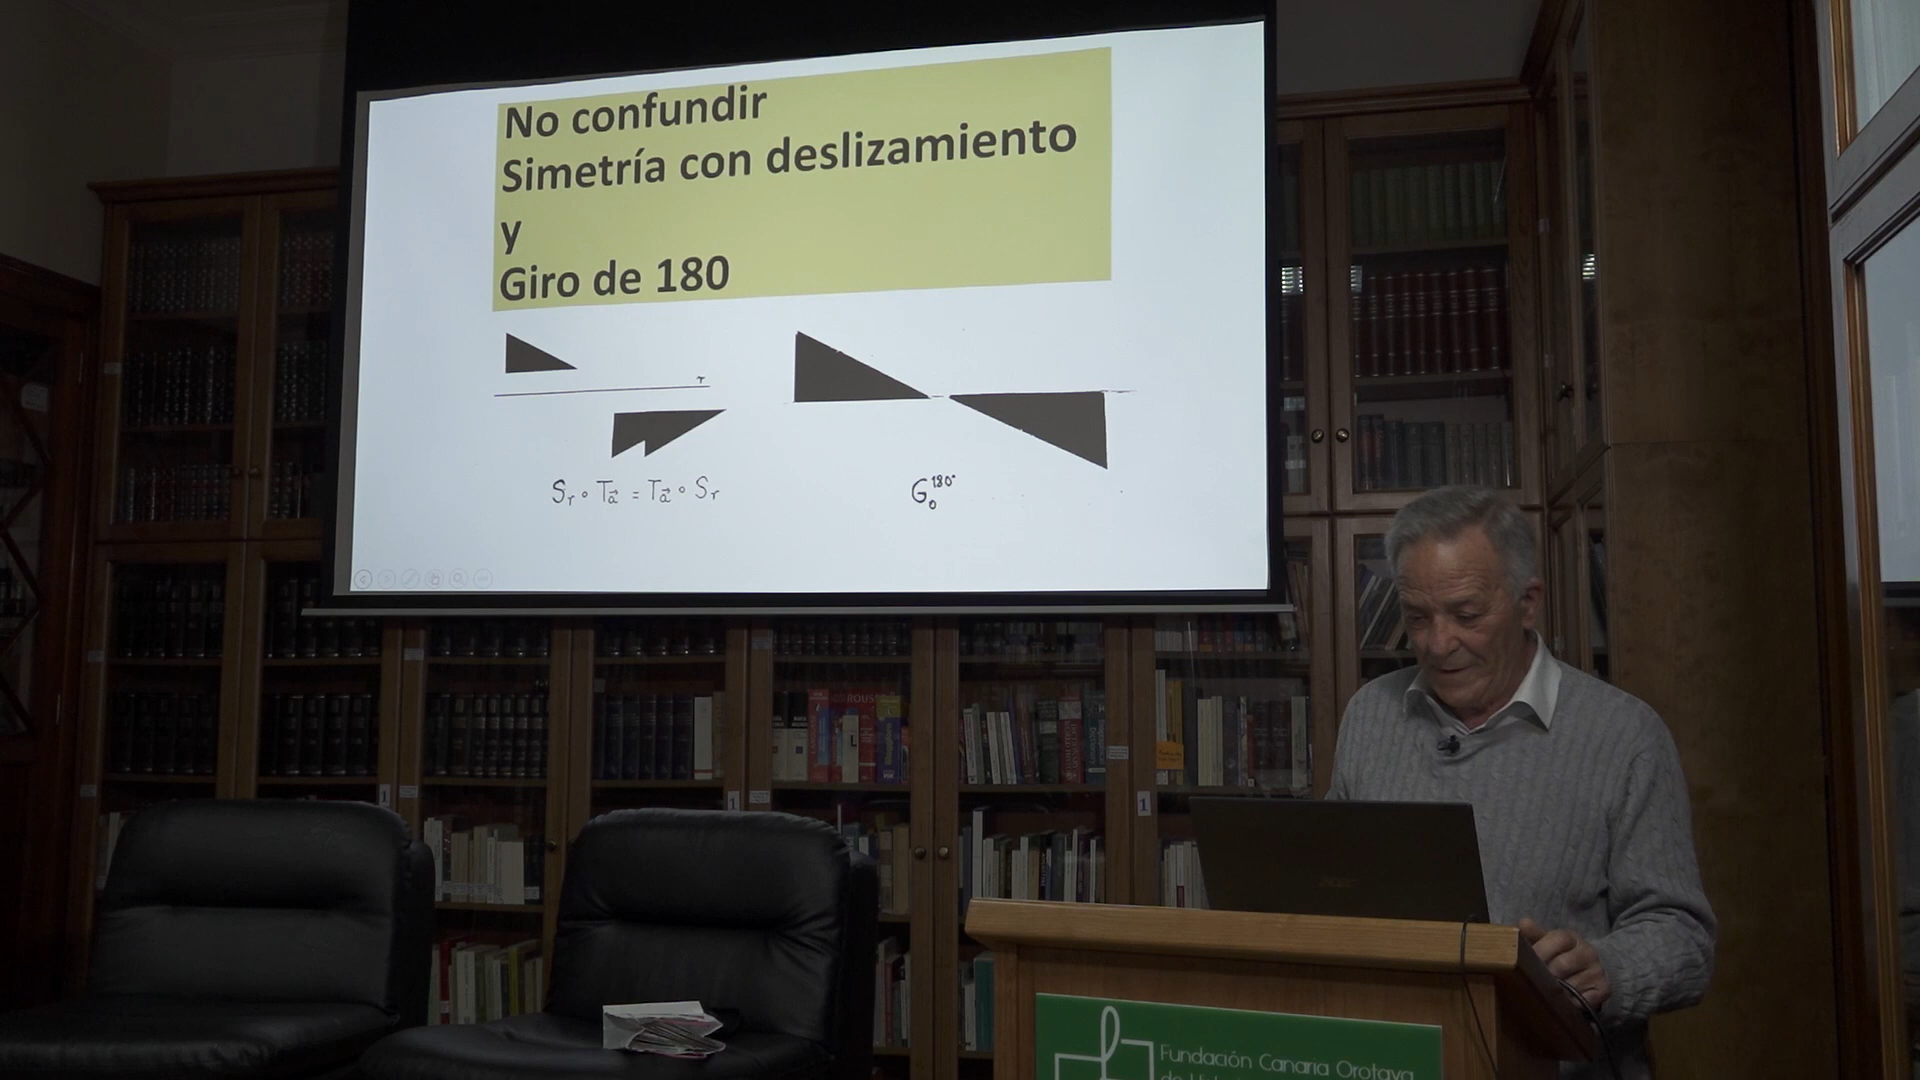 No confundir
Simetría con deslizamiento
y
Giro de 180
r
Sᵣ ∘ Tₐ⃗ = Tₐ⃗ ∘ Sᵣ
G₀¹⁸⁰°
ROUS
1
1
1
Fundación Canaria Orotava